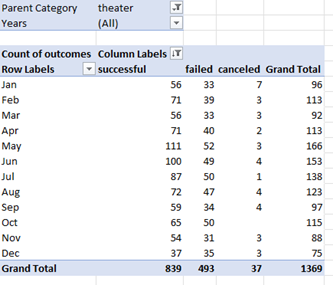 Parent Category theater
Years (All)
Count of outcomes Column Labels
Row Labels successful failed canceled Grand Total
Jan 56 33 7 96
Feb 71 39 3 113
Mar 56 33 3 92
Apr 71 40 2 113
May 111 52 3 166
Jun 100 49 4 153
Jul 87 50 1 138
Aug 72 47 4 123
Sep 59 34 4 97
Oct 65 50 115
Nov 54 31 3 88
Dec 37 35 3 75
Grand Total 839 493 37 1369